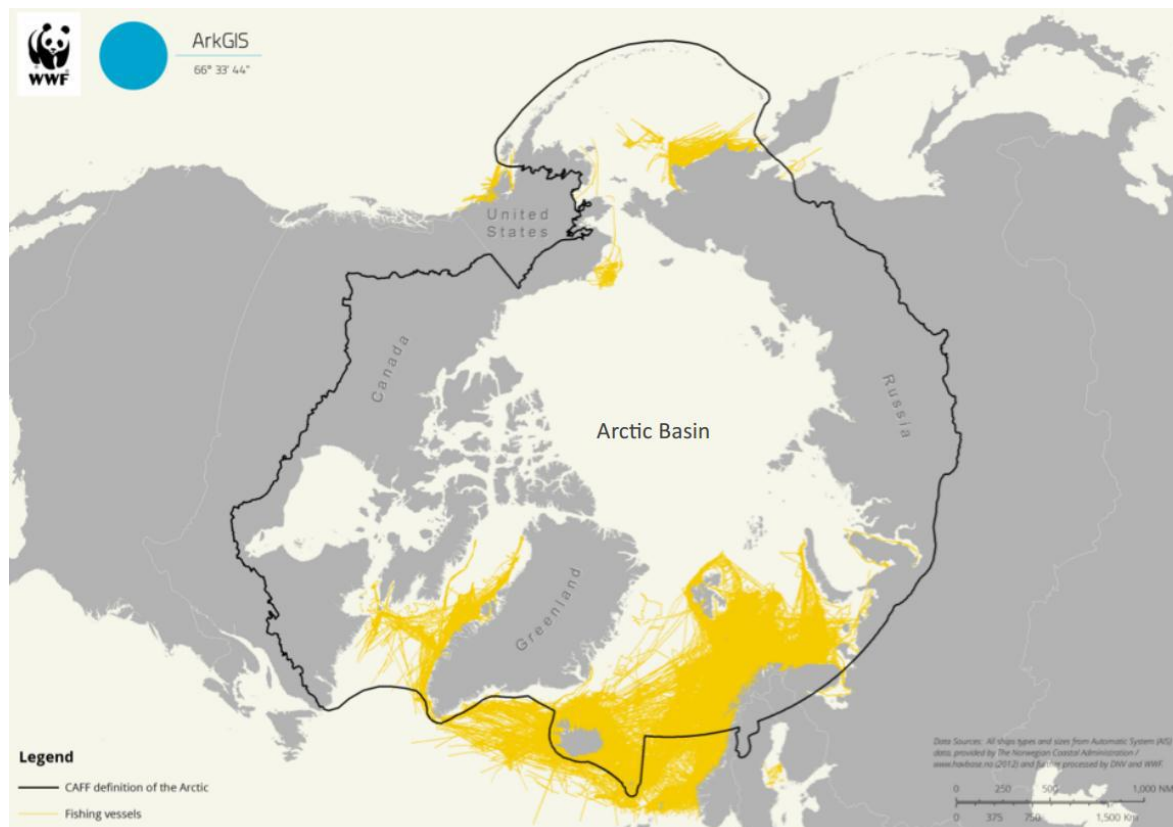 WWF
ArkGIS
66° 33' 44"
United
States
Canada
Russia
Arctic Basin
Greenland
Legend
CAFF definition of the Arctic
Fishing vessels
Data Sources: All ships types and sizes from Automatic System (AIS)
data, provided by The Norwegian Coastal Administration /
www.havbase.no (2012) and further processed by DNV and WWF.
0 250 500 1,000 NM
0 375 750 1,500 Km